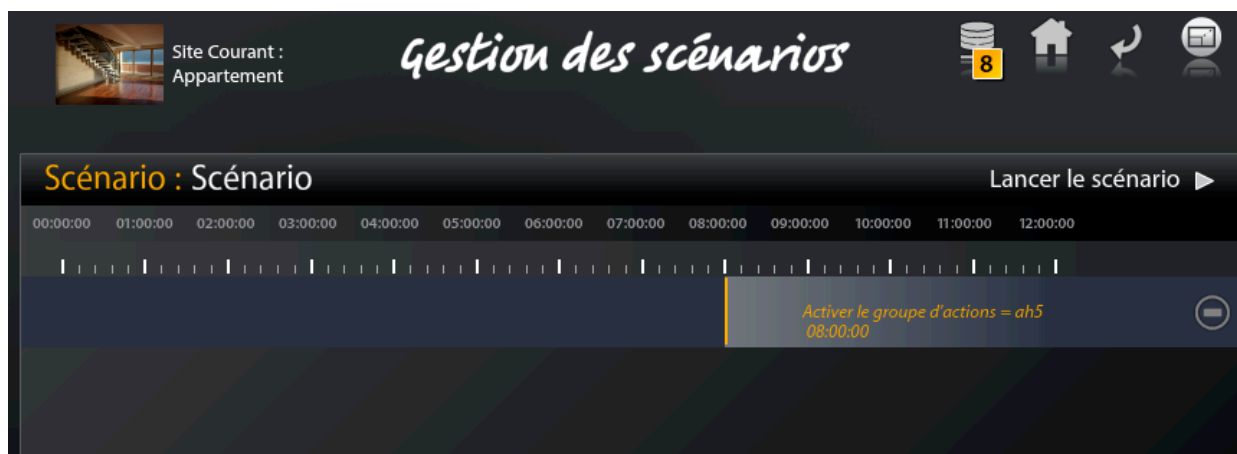 Site Courant :
Appartement
Gestion des scénarios
8
Scénario : Scénario
Lancer le scénario
00:00:00 01:00:00 02:00:00 03:00:00 04:00:00 05:00:00 06:00:00 07:00:00 08:00:00 09:00:00 10:00:00 11:00:00 12:00:00
Activer le groupe d'actions = ah5
08:00:00